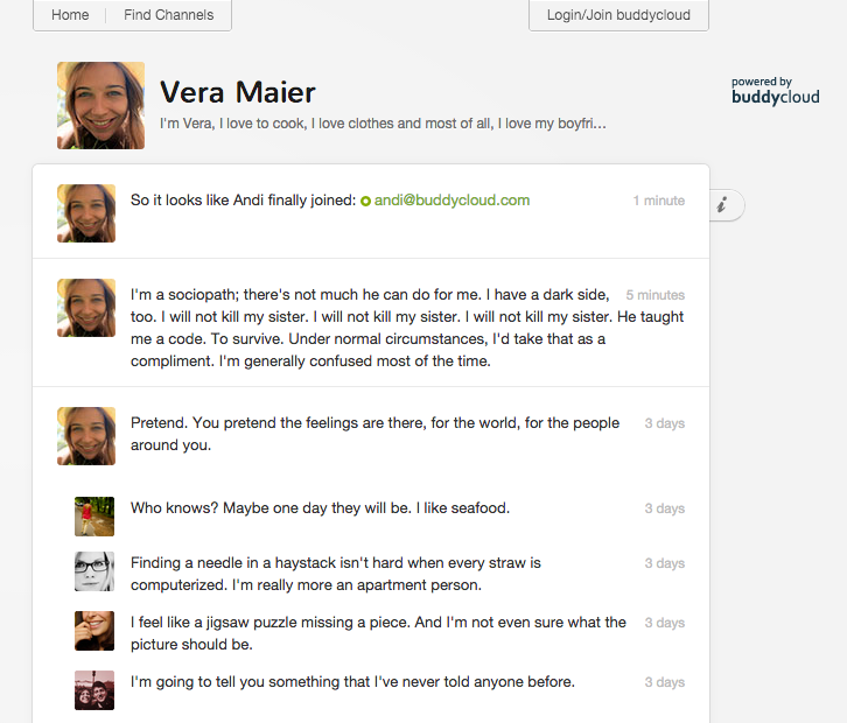 Home
Find Channels
Login/Join buddycloud
Vera Maier
I'm Vera, I love to cook, I love clothes and most of all, I love my boyfri...
powered by
buddycloud
So it looks like Andi finally joined: andi@buddycloud.com
1 minute
i
I'm a sociopath; there's not much he can do for me. I have a dark side,
5 minutes
too. I will not kill my sister. I will not kill my sister. I will not kill my sister. He taught
me a code. To survive. Under normal circumstances, I'd take that as a
compliment. I'm generally confused most of the time.
Pretend. You pretend the feelings are there, for the world, for the people
3 days
around you.
Who knows? Maybe one day they will be. I like seafood.
3 days
Finding a needle in a haystack isn't hard when every straw is
3 days
computerized. I'm really more an apartment person.
I feel like a jigsaw puzzle missing a piece. And I'm not even sure what the
3 days
picture should be.
I'm going to tell you something that I've never told anyone before.
3 days